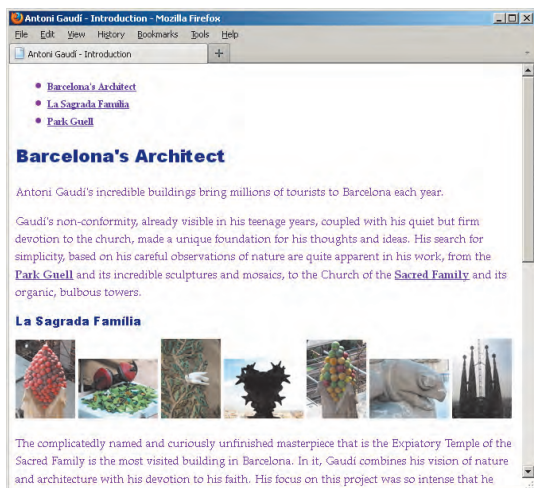 Antoni Gaudí - Introduction - Mozilla Firefox
File Edit View History Bookmarks Tools Help
Antoni Gaudí - Introduction
Barcelona's Architect
La Sagrada Família
Park Guell
Barcelona's Architect
Antoni Gaudí's incredible buildings bring millions of tourists to Barcelona each year.
Gaudí's non-conformity, already visible in his teenage years, coupled with his quiet but firm
devotion to the church, made a unique foundation for his thoughts and ideas. His search for
simplicity, based on his careful observations of nature are quite apparent in his work, from the
Park Guell and its incredible sculptures and mosaics, to the Church of the Sacred Family and its
organic, bulbous towers.
La Sagrada Família
The complicatedly named and curiously unfinished masterpiece that is the Expiatory Temple of the
Sacred Family is the most visited building in Barcelona. In it, Gaudí combines his vision of nature
and architecture with his devotion to his faith. His focus on this project was so intense that he